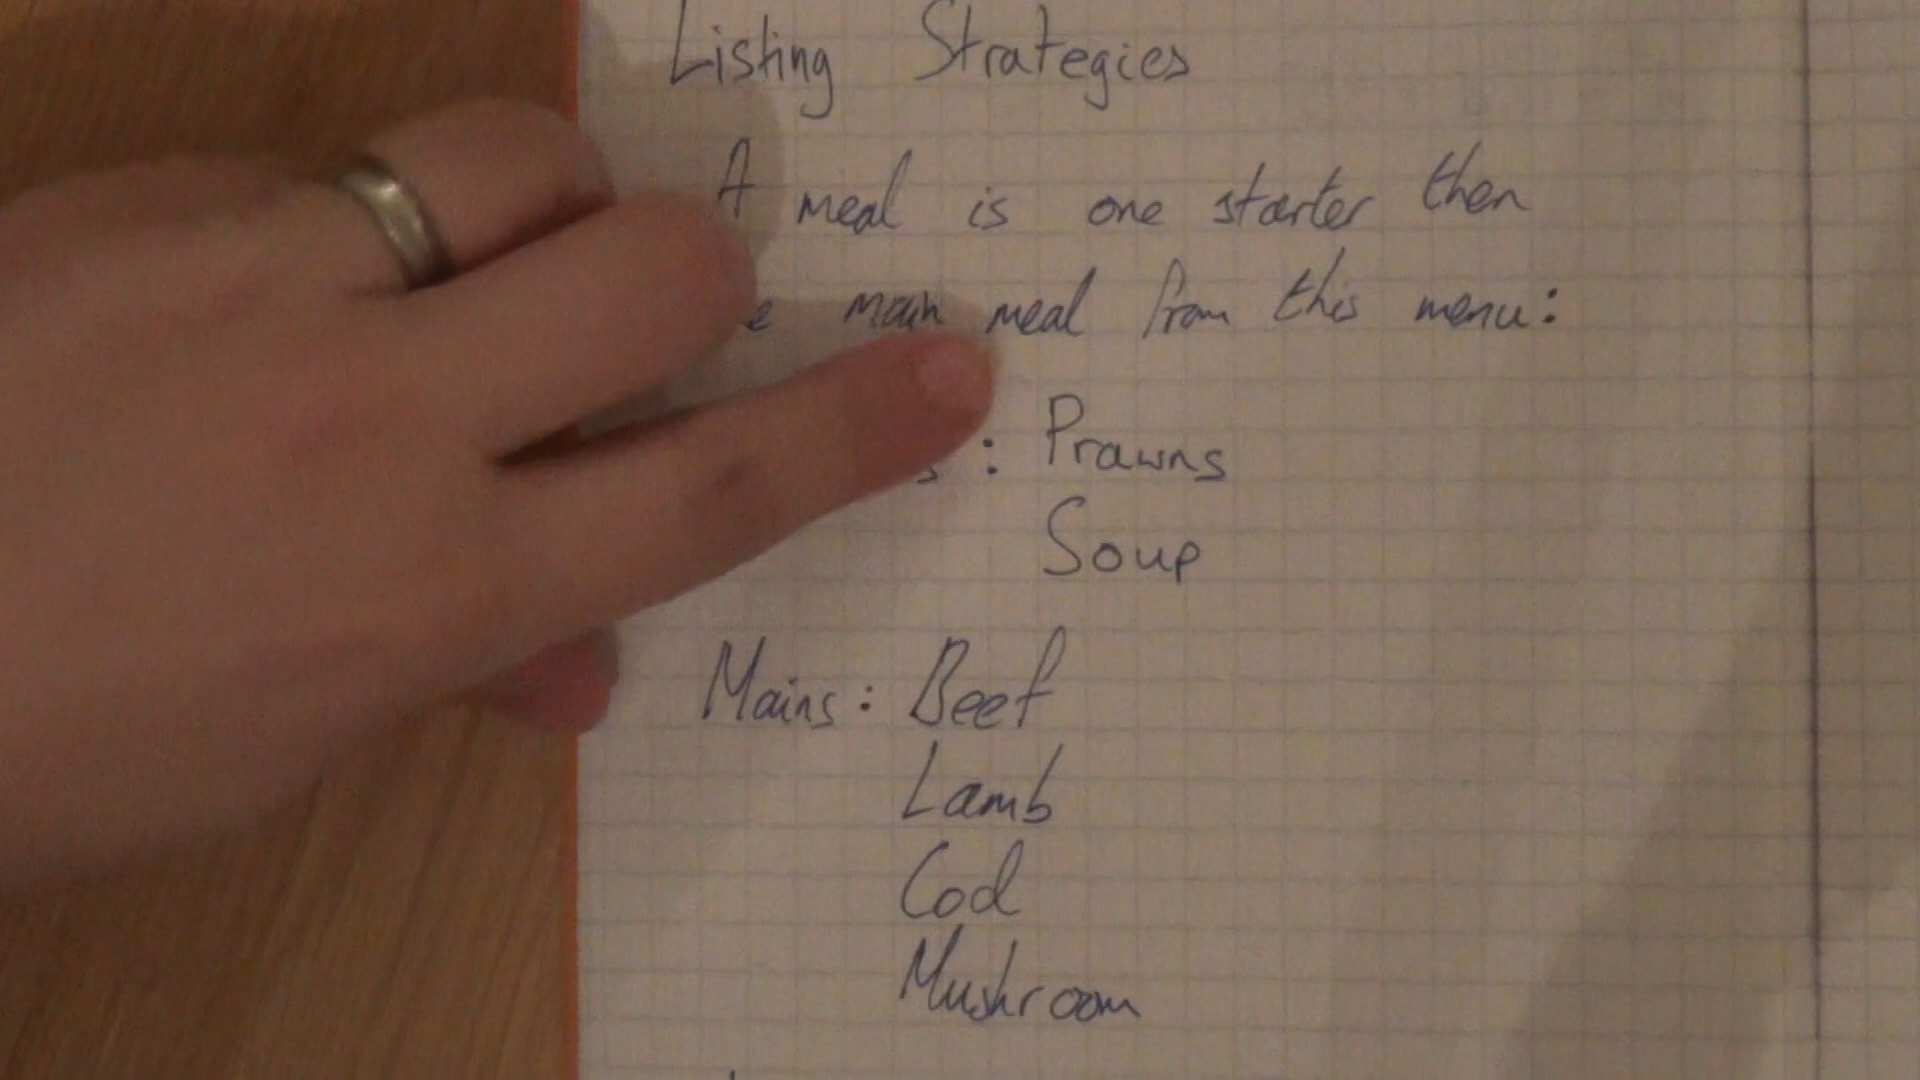 Listing Strategies
A meal is one starter then
main meal from this menu:
: Prawns
Soup
Mains: Beef
Lamb
Cod
Mushroom